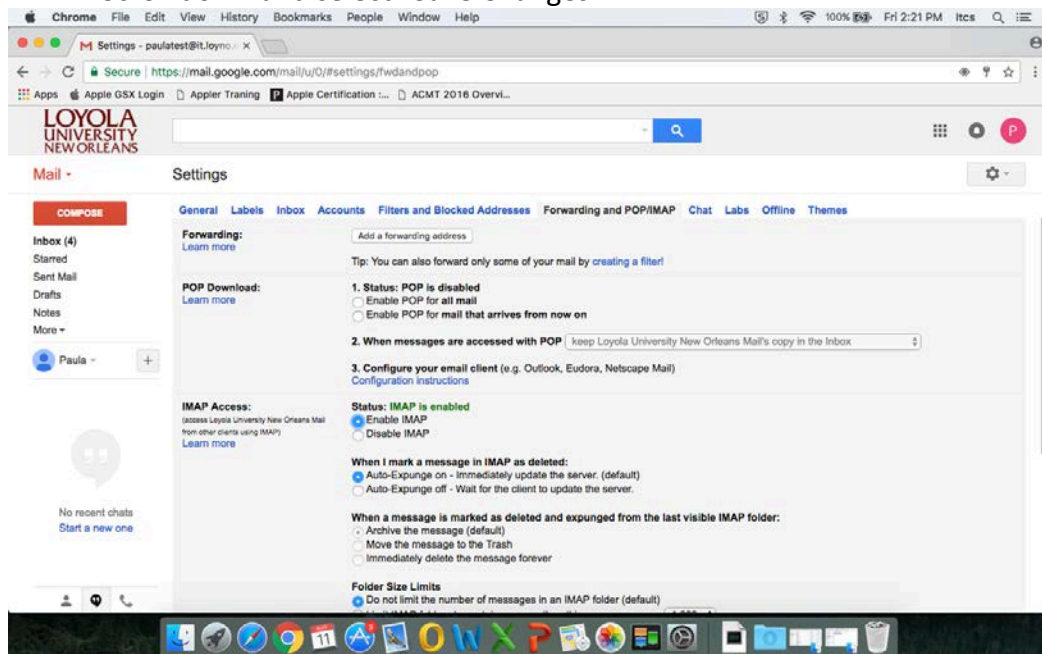 Chrome File Edit View History Bookmarks People Window Help 100% Fri 2:21 PM ltcs
Settings - paulatest@it.loyno.
Secure https://mail.google.com/mail/u/0/#settings/fwdandpop
Apps Apple GSX Login Appler Traning Apple Certification :... ACMT 2016 Overvi...
LOYOLA
UNIVERSITY
NEW ORLEANS
P
Mail Settings
COMPOSE
General Labels Inbox Accounts Filters and Blocked Addresses Forwarding and POP/IMAP Chat Labs Offline Themes
Inbox (4)
Starred
Sent Mail
Drafts
Notes
More
Paula
+
No recent chats
Start a new one
Forwarding:
Learn more
Add a forwarding address
Tip: You can also forward only some of your mail by creating a filter!
POP Download:
Learn more
1. Status: POP is disabled
Enable POP for all mail
Enable POP for mail that arrives from now on
2. When messages are accessed with POP keep Loyola University New Orleans Mail's copy in the Inbox
3. Configure your email client (e.g. Outlook, Eudora, Netscape Mail)
Configuration instructions
IMAP Access:
(access Loyola University New Orleans Mail
from other clients using IMAP)
Learn more
Status: IMAP is enabled
Enable IMAP
Disable IMAP
When I mark a message in IMAP as deleted:
Auto-Expunge on - Immediately update the server. (default)
Auto-Expunge off - Wait for the client to update the server.
When a message is marked as deleted and expunged from the last visible IMAP folder:
Archive the message (default)
Move the message to the Trash
Immediately delete the message forever
Folder Size Limits
Do not limit the number of messages in an IMAP folder (default)